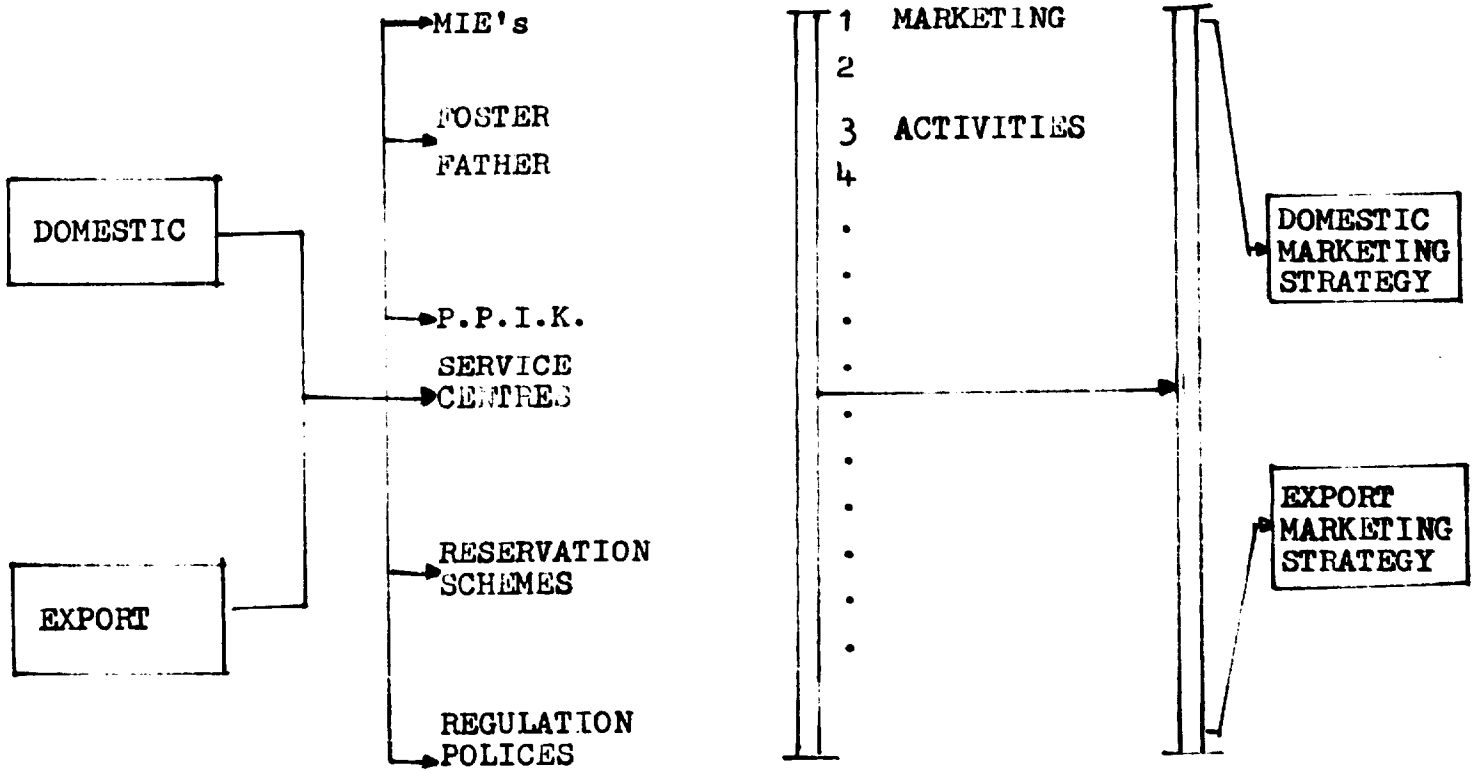 DOMESTIC
EXPORT
MIE's
FOSTER
FATHER
P.P.I.K.
SERVICE
CENTRES
RESERVATION
SCHEMES
REGULATION
POLICES
1 MARKETING
2
3 ACTIVITIES
4
DOMESTIC
MARKETING
STRATEGY
EXPORT
MARKETING
STRATEGY